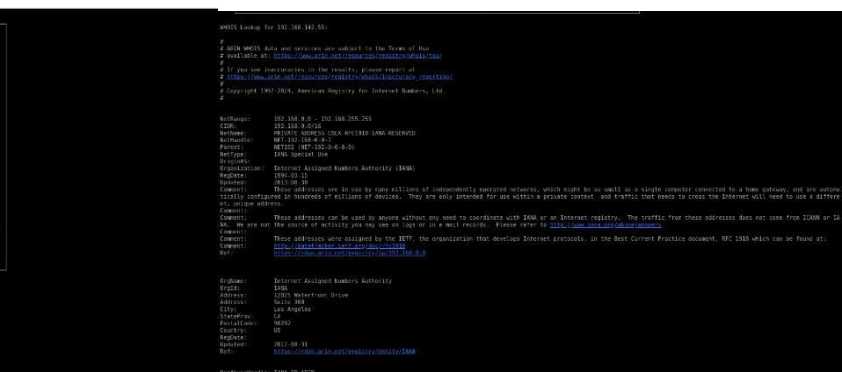 WHOIS Lookup for 192.168.142.55:
#
# ARIN WHOIS data and services are subject to the Terms of Use
# available at: https://www.arin.net/resources/registry/whois/tou/
#
# If you see inaccuracies in the results, please report at
# https://www.arin.net/resources/registry/whois/inaccuracy_reporting/
#
# Copyright 1997-2024, American Registry for Internet Numbers, Ltd.
#
NetRange: 192.168.0.0 - 192.168.255.255
CIDR: 192.168.0.0/16
NetName: PRIVATE-ADDRESS-CBLK-RFC1918-IANA-RESERVED
NetHandle: NET-192-168-0-0-1
Parent: NET192 (NET-192-0-0-0-0)
NetType: IANA Special Use
OriginAS:
Organization: Internet Assigned Numbers Authority (IANA)
RegDate: 1994-03-15
Updated: 2013-08-30
Comment: These addresses are in use by many millions of independently operated networks, which might be as small as a single computer connected to a home gateway, and are automa
tically configured in hundreds of millions of devices. They are only intended for use within a private context and traffic that needs to cross the Internet will need to use a differe
nt, unique address.
Comment:
Comment: These addresses can be used by anyone without any need to coordinate with IANA or an Internet registry. The traffic from these addresses does not come from ICANN or IA
NA. We are not the source of activity you may see on logs or in e-mail records. Please refer to http://www.iana.org/abuse/answers
Comment:
Comment: These addresses were assigned by the IETF, the organization that develops Internet protocols, in the Best Current Practice document, RFC 1918 which can be found at:
Comment: http://datatracker.ietf.org/doc/rfc1918
Ref: https://rdap.arin.net/registry/ip/192.168.0.0
OrgName: Internet Assigned Numbers Authority
OrgId: IANA
Address: 12025 Waterfront Drive
Address: Suite 300
City: Los Angeles
StateProv: CA
PostalCode: 90292
Country: US
RegDate:
Updated: 2012-08-31
Ref: https://rdap.arin.net/registry/entity/IANA